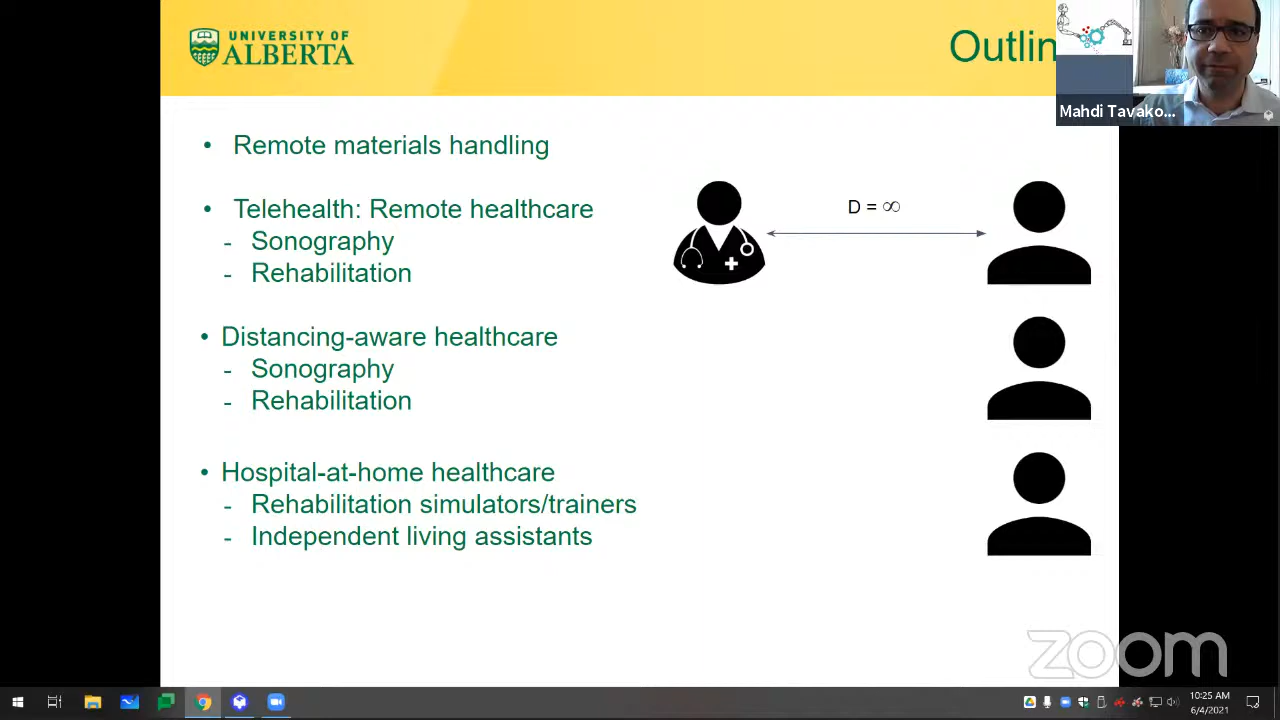 UNIVERSITY OF
ALBERTA
Outlin
Mahdi Tavako...
• Remote materials handling
• Telehealth: Remote healthcare
- Sonography
- Rehabilitation
D = ∞
• Distancing-aware healthcare
- Sonography
- Rehabilitation
• Hospital-at-home healthcare
- Rehabilitation simulators/trainers
- Independent living assistants
zoom
10:25 AM
6/4/2021